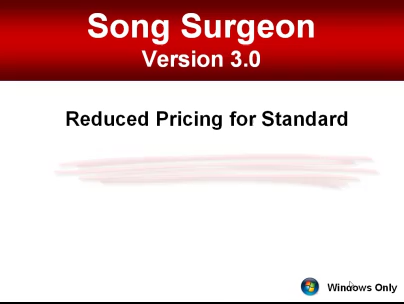 Song Surgeon
Version 3.0
Reduced Pricing for Standard
Windows Only